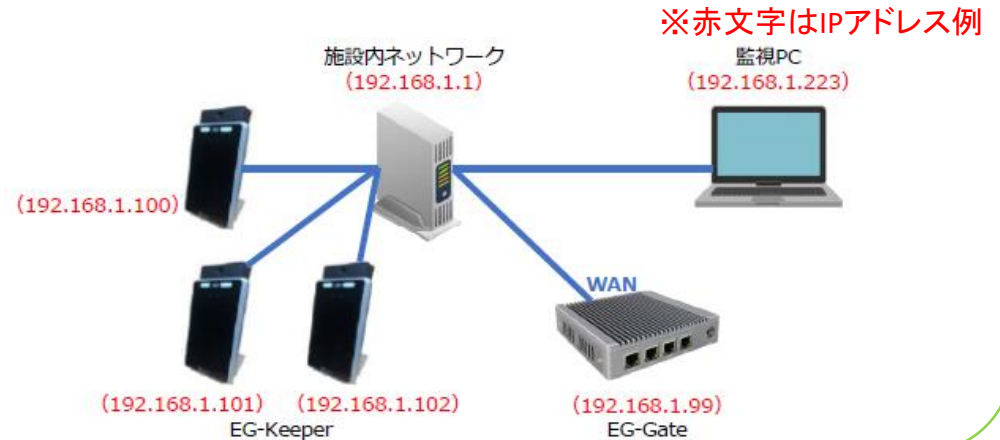 ※赤文字はIPアドレス例
施設内ネットワーク
(192.168.1.1)
監視PC
(192.168.1.223)
(192.168.1.100)
WAN
(192.168.1.101)
(192.168.1.102)
(192.168.1.99)
EG-Keeper
EG-Gate